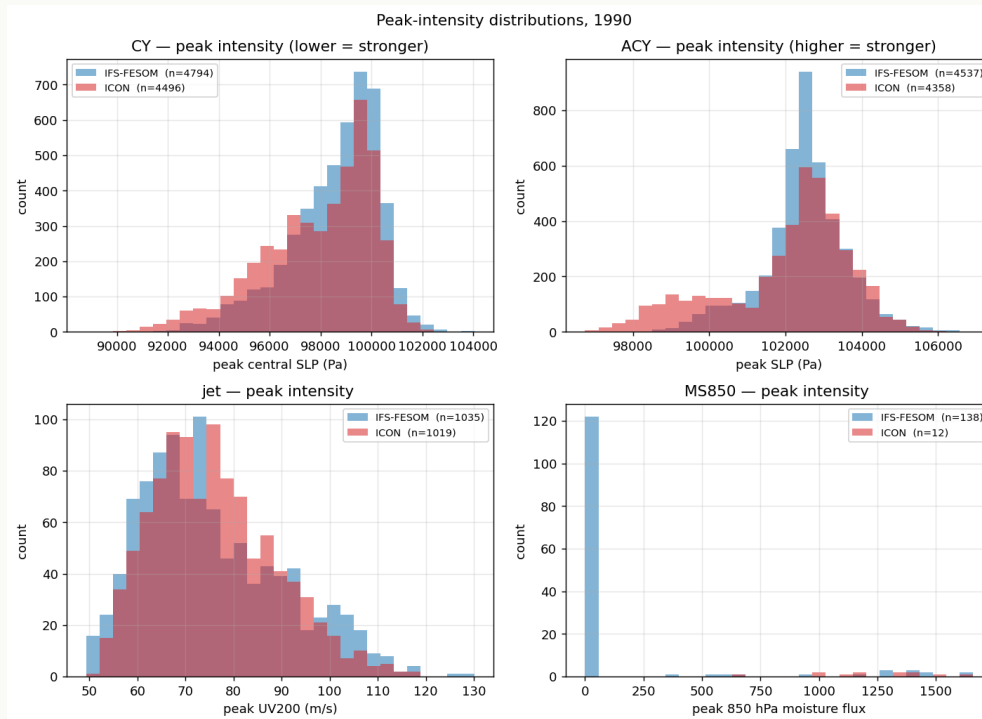 Peak-intensity distributions, 1990
CY — peak intensity (lower = stronger)
IFS-FESOM (n=4794)
ICON (n=4496)
count
700
600
500
400
300
200
100
0
90000 92000 94000 96000 98000 100000 102000 104000
peak central SLP (Pa)
ACY — peak intensity (higher = stronger)
IFS-FESOM (n=4537)
ICON (n=4358)
count
800
600
400
200
0
98000 100000 102000 104000 106000
peak SLP (Pa)
jet — peak intensity
IFS-FESOM (n=1035)
ICON (n=1019)
count
100
80
60
40
20
0
50 60 70 80 90 100 110 120 130
peak UV200 (m/s)
MS850 — peak intensity
IFS-FESOM (n=138)
ICON (n=12)
count
120
100
80
60
40
20
0
0 250 500 750 1000 1250 1500
peak 850 hPa moisture flux